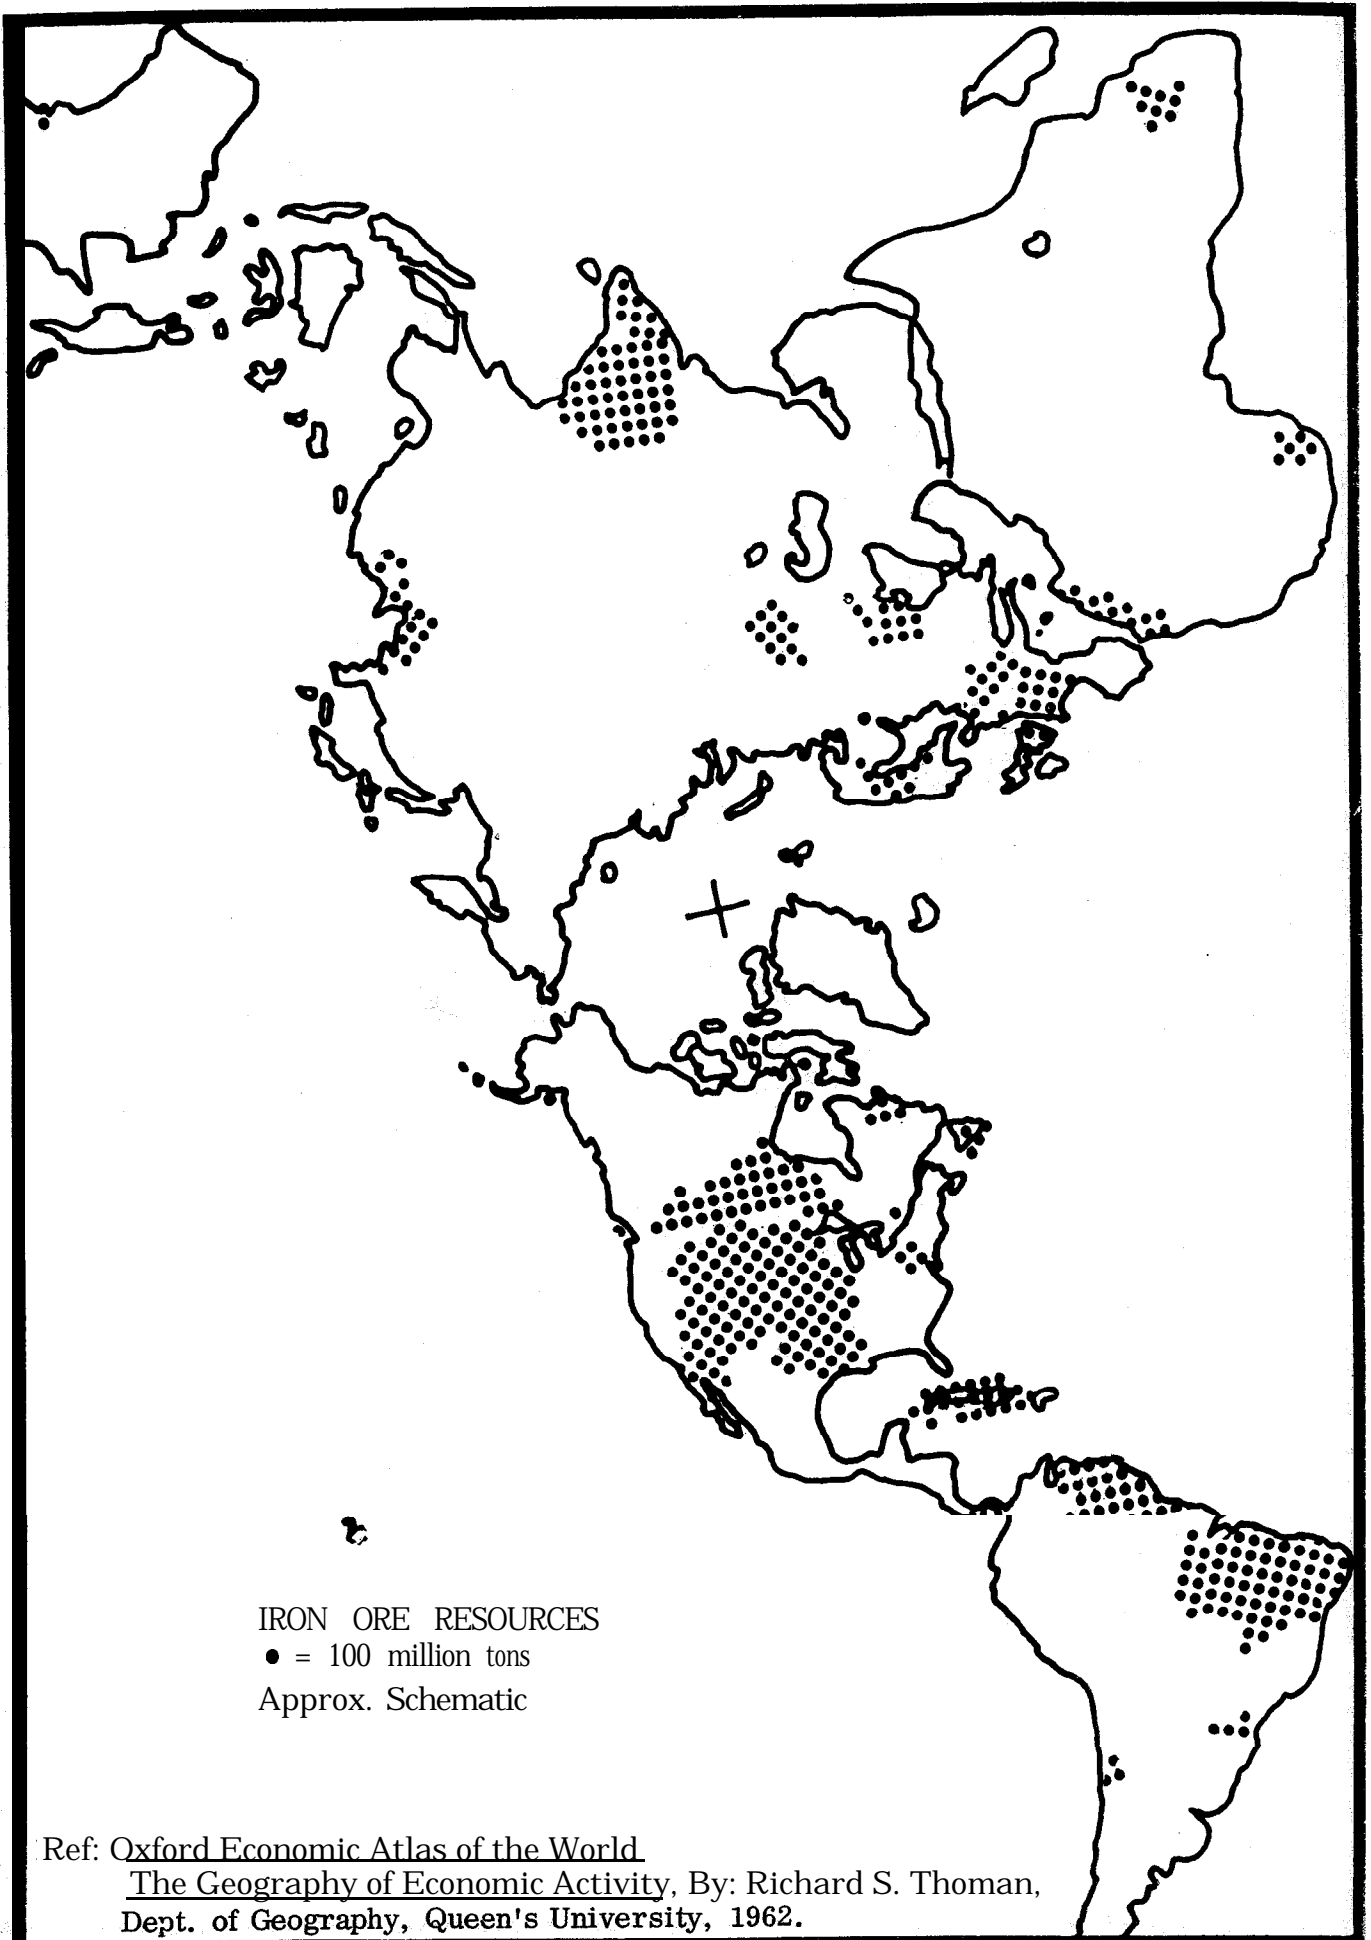 IRON ORE RESOURCES
● = 100 million tons
Approx. Schematic
Ref: Oxford Economic Atlas of the World
The Geography of Economic Activity, By: Richard S. Thoman,
Dept. of Geography, Queen's University, 1962.